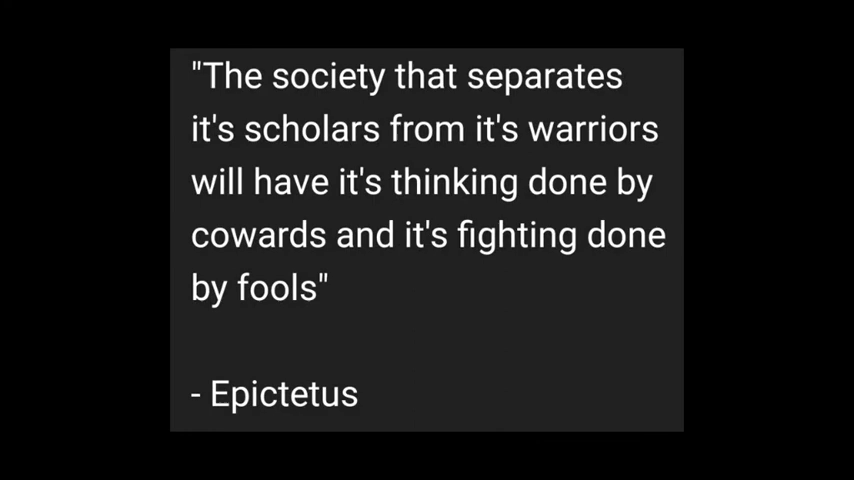 "The society that separates
it's scholars from it's warriors
will have it's thinking done by
cowards and it's fighting done
by fools"
- Epictetus